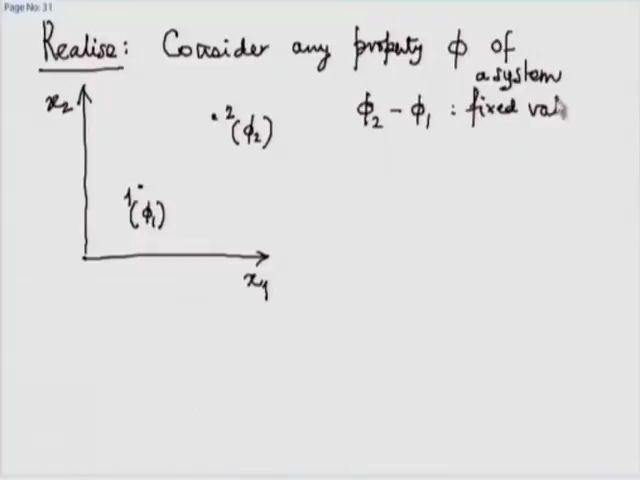 Page No: 31
Realise: Consider any property ϕ of
a system
x₂
2 (ϕ₂)
ϕ₂ - ϕ₁ : fixed val
1 (ϕ₁)
x₁